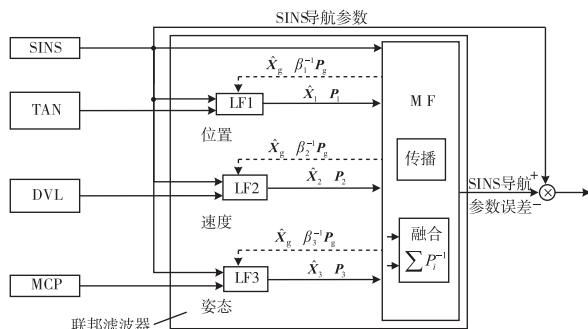 SINS导航参数
SINS
X̂g β₁⁻¹Pg
MF
TAN
LF1
X̂₁ P₁
位置
X̂g β₂⁻¹Pg
传播
DVL
LF2
X̂₂ P₂
SINS导航 +
参数误差 −
速度
X̂g β₃⁻¹Pg
融合
∑Pᵢ⁻¹
MCP
LF3
X̂₃ P₃
姿态
联邦滤波器